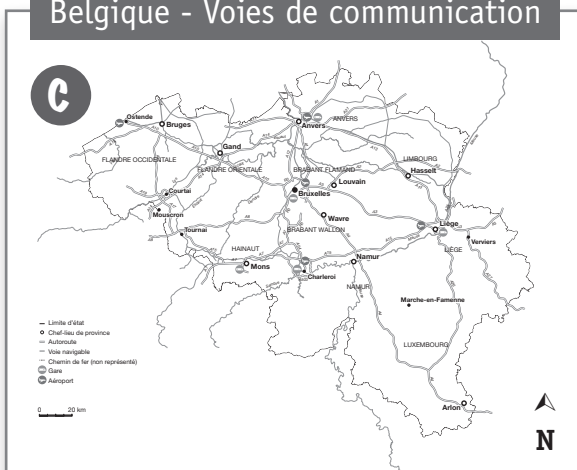 Belgique - Voies de communication
C
Ostende
Bruges
Anvers
ANVERS
Gand
FLANDRE OCCIDENTALE
FLANDRE ORIENTALE
BRABANT FLAMAND
LIMBOURG
Hasselt
Louvain
Courtai
Bruxelles
Mouscron
Wavre
Tournai
BRABANT WALLON
Liège
Verviers
LIÈGE
HAINAUT
Mons
Namur
Charleroi
NAMUR
Marche-en-Famenne
LUXEMBOURG
Arlon
Limite d'état
Chef-lieu de province
Autoroute
Voie navigable
Chemin de fer (non représenté)
Gare
Aéroport
0 20 km
N